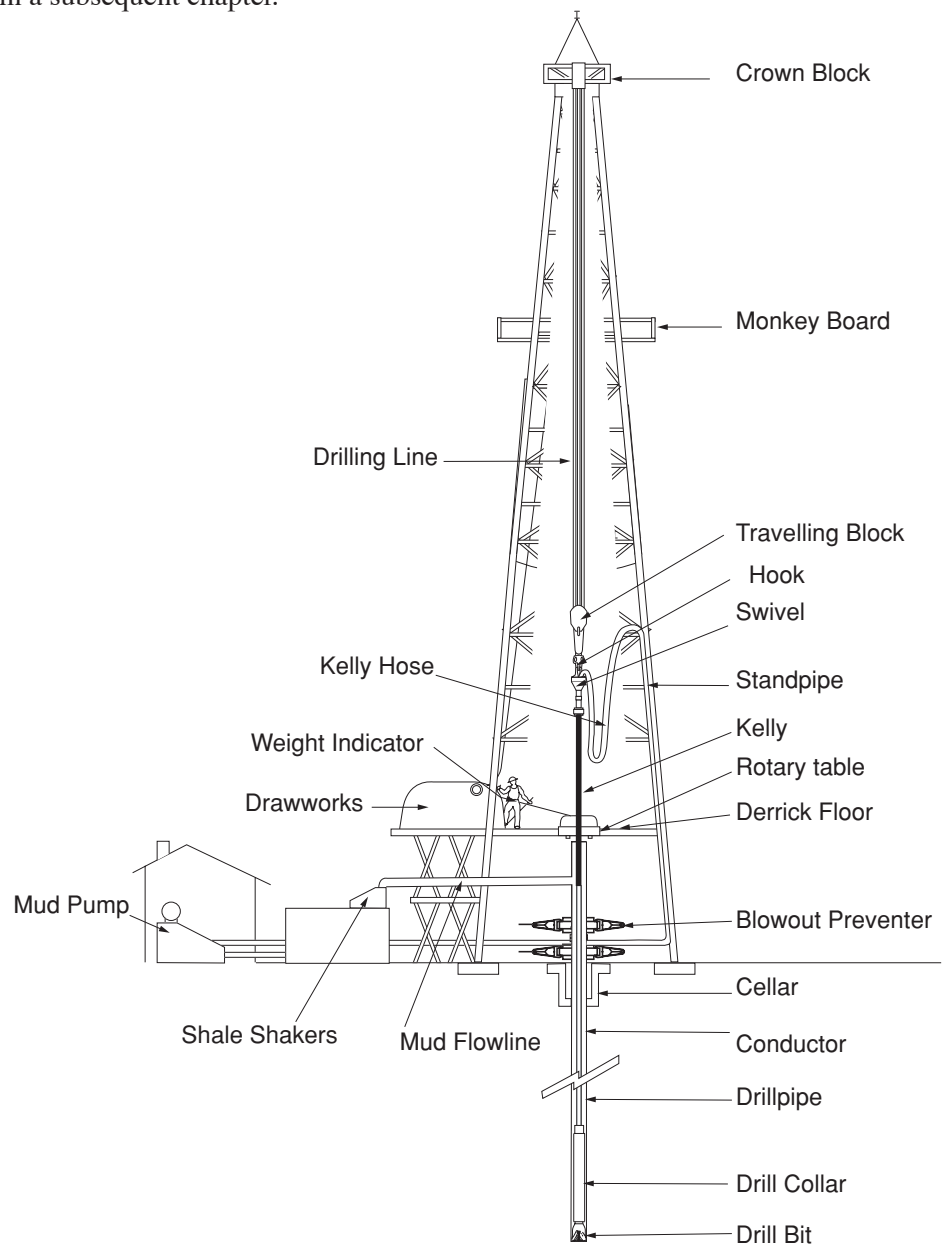 in a subsequent chapter.
Crown Block
Monkey Board
Drilling Line
Travelling Block
Hook
Swivel
Kelly Hose
Standpipe
Kelly
Weight Indicator
Rotary table
Drawworks
Derrick Floor
Mud Pump
Blowout Preventer
Cellar
Shale Shakers
Mud Flowline
Conductor
Drillpipe
Drill Collar
Drill Bit